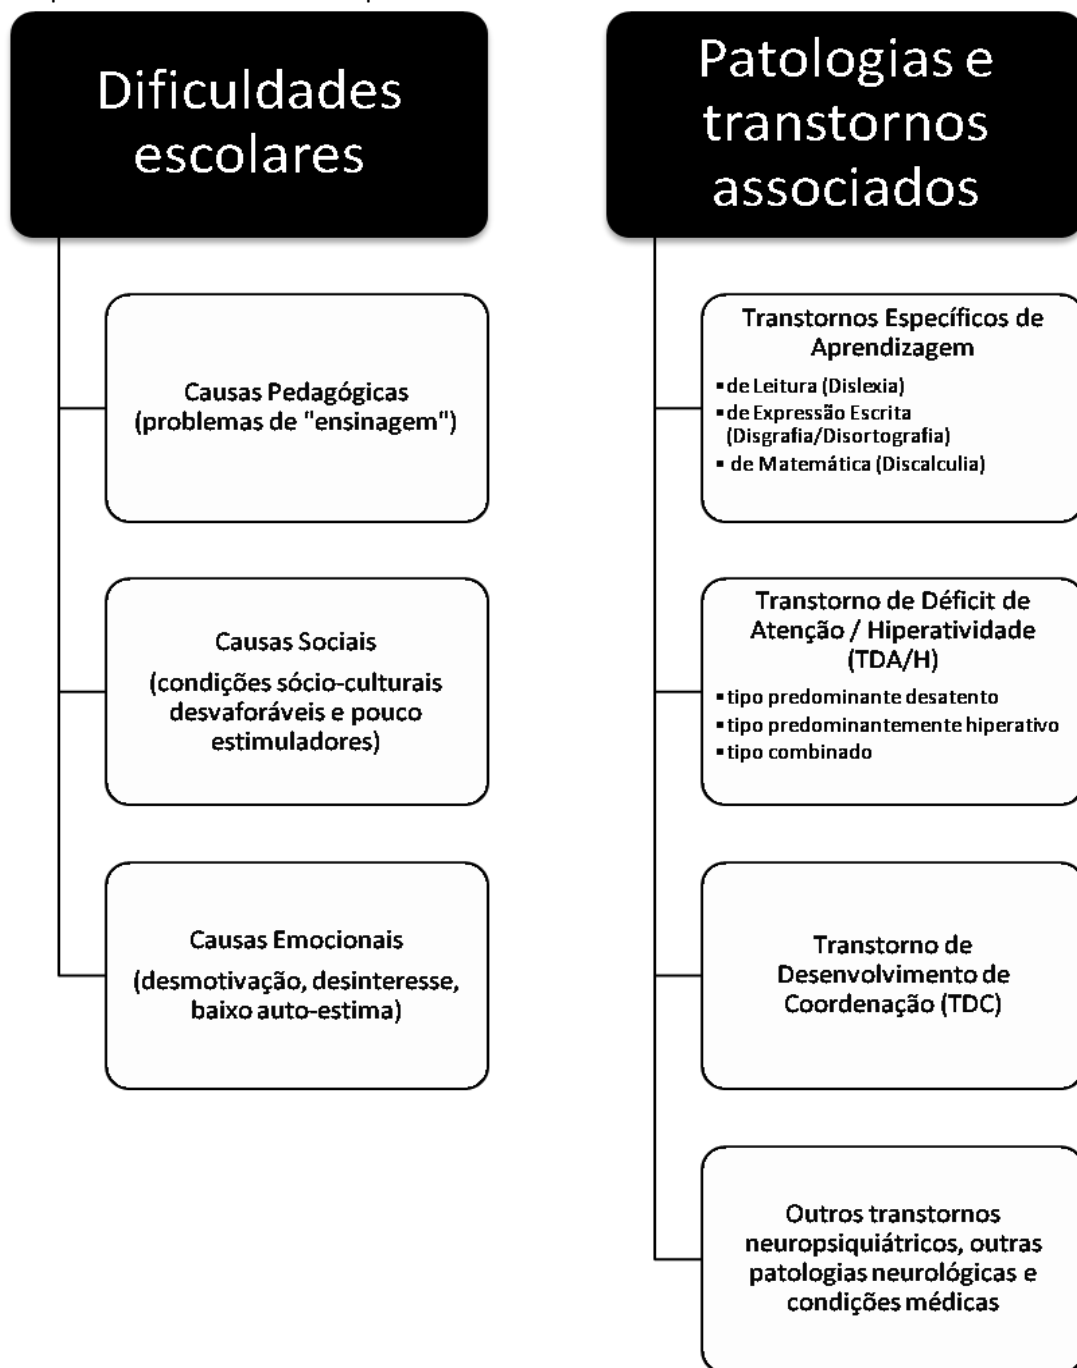 Dificuldades
escolares
Causas Pedagógicas
(problemas de "ensinagem")
Causas Sociais
(condições sócio-culturais
desvaforáveis e pouco
estimuladores)
Causas Emocionais
(desmotivação, desinteresse,
baixo auto-estima)
Patologias e
transtornos
associados
Transtornos Específicos de
Aprendizagem
▪ de Leitura (Dislexia)
▪ de Expressão Escrita
(Disgrafia/Disortografia)
▪ de Matemática (Discalculia)
Transtorno de Déficit de
Atenção / Hiperatividade
(TDA/H)
▪ tipo predominante desatento
▪ tipo predominantemente hiperativo
▪ tipo combinado
Transtorno de
Desenvolvimento de
Coordenação (TDC)
Outros transtornos
neuropsiquiátricos, outras
patologias neurológicas e
condições médicas